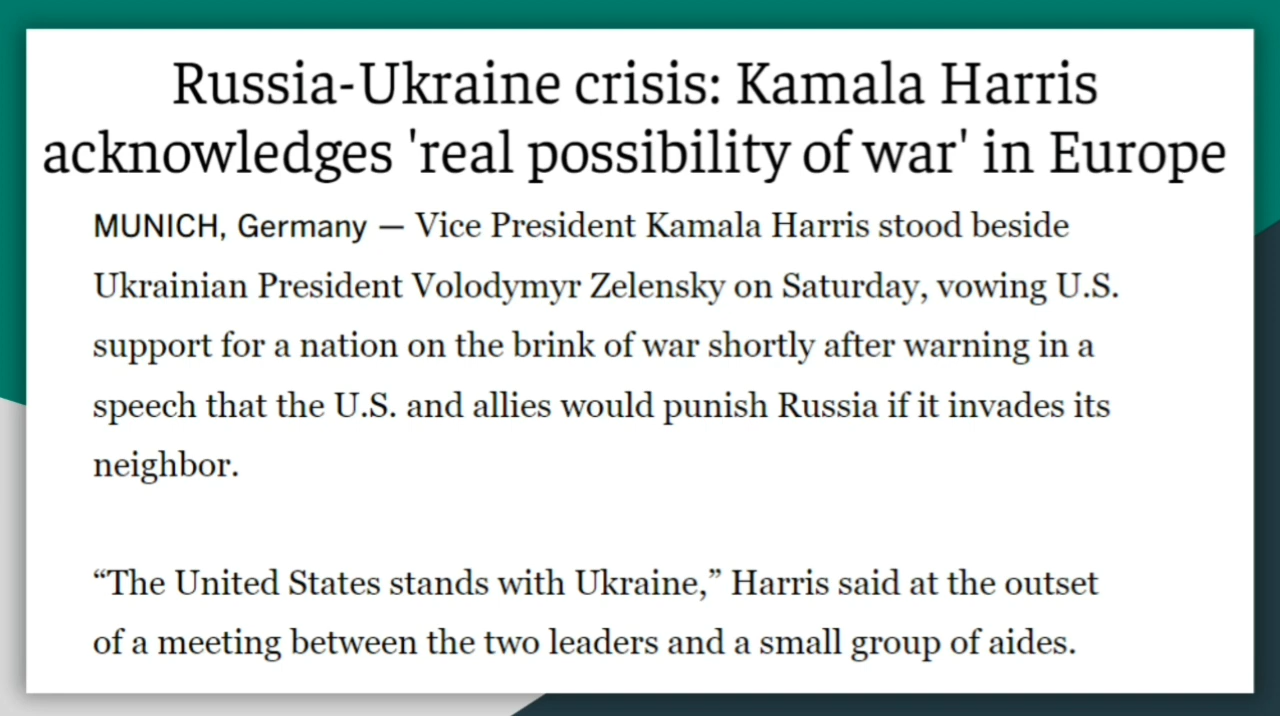 Russia-Ukraine crisis: Kamala Harris
acknowledges 'real possibility of war' in Europe
MUNICH, Germany — Vice President Kamala Harris stood beside
Ukrainian President Volodymyr Zelensky on Saturday, vowing U.S.
support for a nation on the brink of war shortly after warning in a
speech that the U.S. and allies would punish Russia if it invades its
neighbor.
“The United States stands with Ukraine,” Harris said at the outset
of a meeting between the two leaders and a small group of aides.